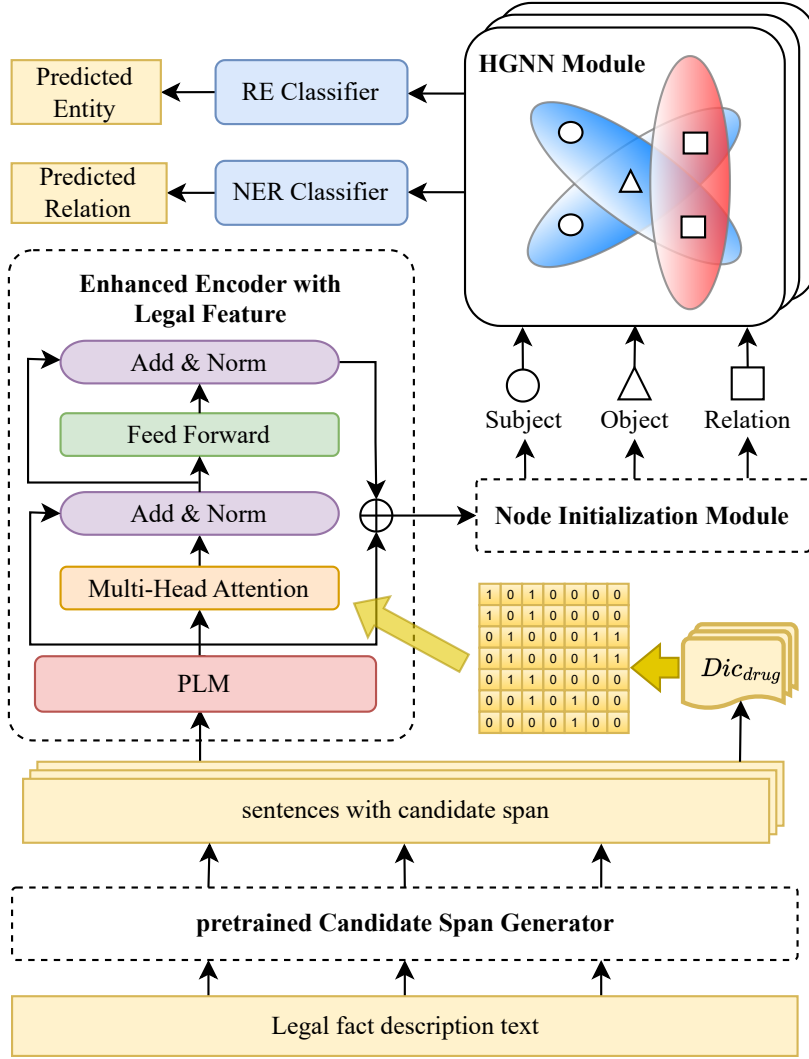 HGNN Module
Predicted
Entity
RE Classifier
Predicted
Relation
NER Classifier
Enhanced Encoder with
Legal Feature
Add & Norm
Feed Forward
Add & Norm
Multi-Head Attention
PLM
Subject
Object
Relation
Node Initialization Module
1 0 1 0 0 0 0
1 0 1 0 0 0 0
0 1 0 0 0 1 1
0 1 0 0 0 1 1
0 1 1 0 0 0 0
0 0 1 0 1 0 0
0 0 0 0 1 0 0
Dic_drug
sentences with candidate span
pretrained Candidate Span Generator
Legal fact description text